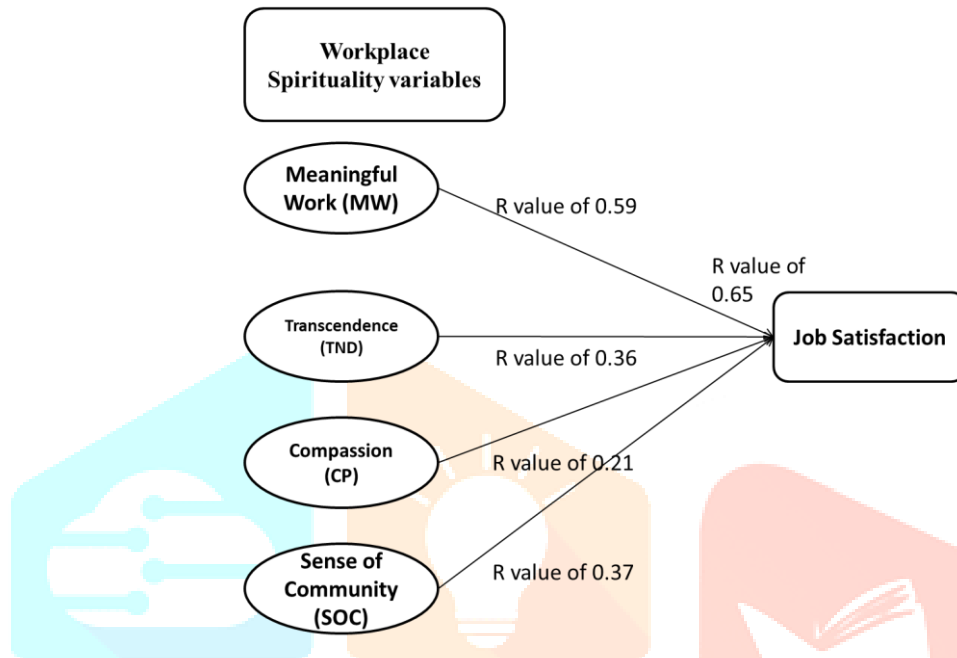 Workplace
Spirituality variables
Meaningful
Work (MW)
R value of 0.59
R value of
0.65
Transcendence
(TND)
R value of 0.36
Job Satisfaction
Compassion
(CP)
R value of 0.21
Sense of
Community
(SOC)
R value of 0.37